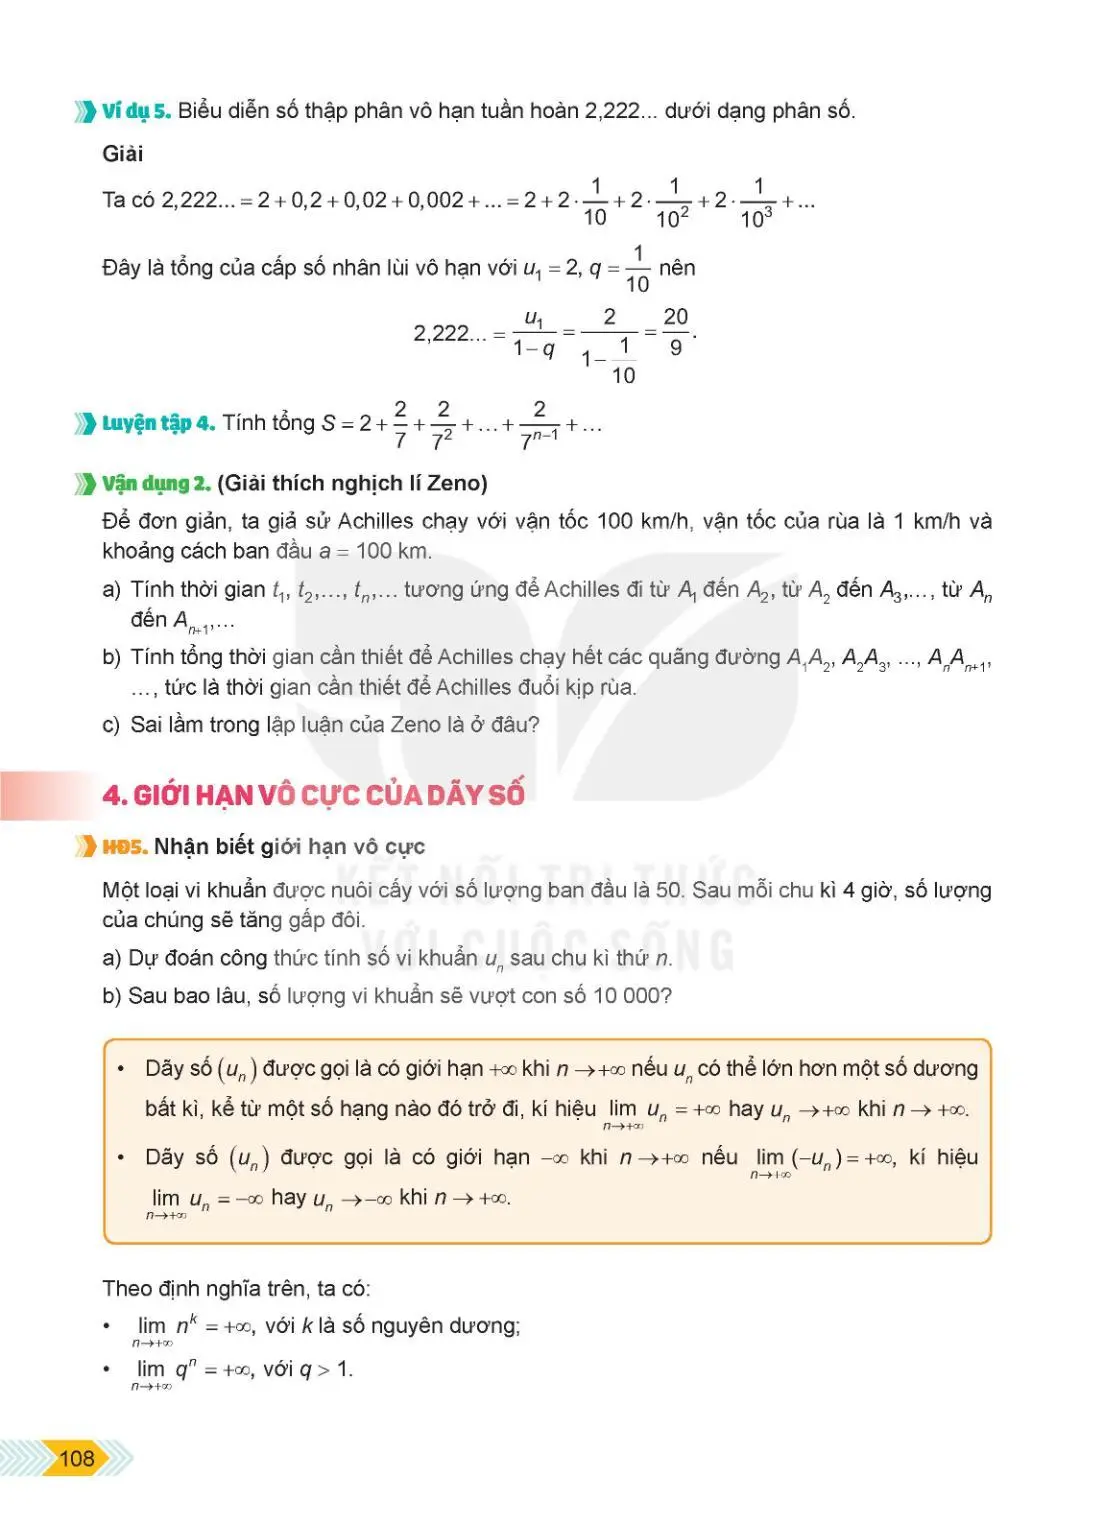 Ví dụ 5. Biểu diễn số thập phân vô hạn tuần hoàn 2,222... dưới dạng phân số.
Giải
Ta có 2,222... = 2 + 0,2 + 0,02 + 0,002 + ... = 2 + 2 · 1/10 + 2 · 1/10² + 2 · 1/10³ + ...
Đây là tổng của cấp số nhân lùi vô hạn với u₁ = 2, q = 1/10 nên
2,222... = u₁/(1 – q) = 2/(1 – 1/10) = 20/9.
Luyện tập 4. Tính tổng S = 2 + 2/7 + 2/7² + ... + 2/7ⁿ⁻¹ + ...
Vận dụng 2. (Giải thích nghịch lí Zeno)
Để đơn giản, ta giả sử Achilles chạy với vận tốc 100 km/h, vận tốc của rùa là 1 km/h và
khoảng cách ban đầu a = 100 km.
a) Tính thời gian t₁, t₂,..., tₙ,... tương ứng để Achilles đi từ A₁ đến A₂, từ A₂ đến A₃,..., từ Aₙ
đến Aₙ₊₁,...
b) Tính tổng thời gian cần thiết để Achilles chạy hết các quãng đường A₁A₂, A₂A₃, ..., AₙAₙ₊₁,
..., tức là thời gian cần thiết để Achilles đuổi kịp rùa.
c) Sai lầm trong lập luận của Zeno là ở đâu?
4. GIỚI HẠN VÔ CỰC CỦA DÃY SỐ
HĐ5. Nhận biết giới hạn vô cực
KẾT NỐI TRI THỨC
Một loại vi khuẩn được nuôi cấy với số lượng ban đầu là 50. Sau mỗi chu kì 4 giờ, số lượng
của chúng sẽ tăng gấp đôi.
VỚI CUỘC SỐNG
a) Dự đoán công thức tính số vi khuẩn uₙ sau chu kì thứ n.
b) Sau bao lâu, số lượng vi khuẩn sẽ vượt con số 10 000?
• Dãy số (uₙ) được gọi là có giới hạn +∞ khi n → +∞ nếu uₙ có thể lớn hơn một số dương
bất kì, kể từ một số hạng nào đó trở đi, kí hiệu lim n→+∞ uₙ = +∞ hay uₙ → +∞ khi n → +∞.
• Dãy số (uₙ) được gọi là có giới hạn –∞ khi n → +∞ nếu lim n→+∞ (–uₙ) = +∞, kí hiệu
lim n→+∞ uₙ = –∞ hay uₙ → –∞ khi n → +∞.
Theo định nghĩa trên, ta có:
• lim n→+∞ nᵏ = +∞, với k là số nguyên dương;
• lim n→+∞ qⁿ = +∞, với q > 1.
108